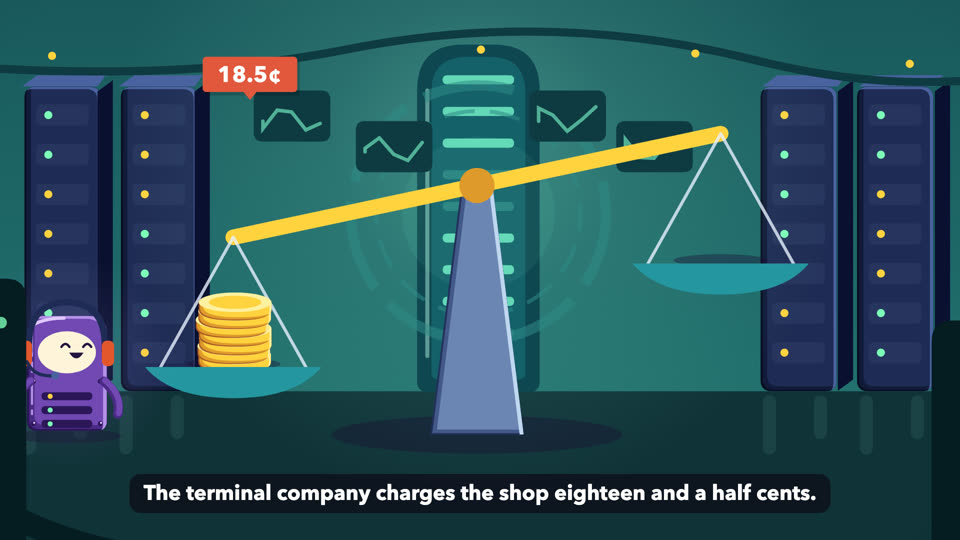 18.5¢
The terminal company charges the shop eighteen and a half cents.